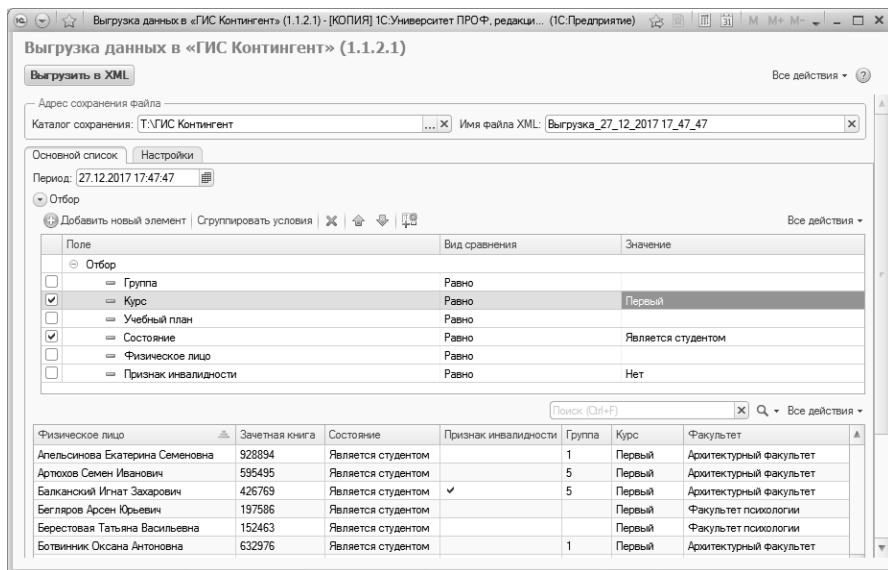 Выгрузка данных в «ГИС Контингент» (1.1.2.1) - [КОПИЯ] 1С:Университет ПРОФ, редакци... (1С:Предприятие) M M+ M-
Выгрузка данных в «ГИС Контингент» (1.1.2.1)
Выгрузить в XML Все действия
Адрес сохранения файла
Каталог сохранения: T:\ГИС Контингент ... Имя файла XML: Выгрузка_27_12_2017 17_47_47
Основной список Настройки
Период: 27.12.2017 17:47:47
Отбор
Добавить новый элемент Сгруппировать условия Все действия
Поле Вид сравнения Значение
Отбор
Группа Равно
Курс Равно Первый
Учебный план Равно
Состояние Равно Является студентом
Физическое лицо Равно
Признак инвалидности Равно Нет
Поиск (Ctrl+F) Все действия
Физическое лицо Зачетная книга Состояние Признак инвалидности Группа Курс Факультет
Апельсинова Екатерина Семеновна 928894 Является студентом 1 Первый Архитектурный факультет
Артюхов Семен Иванович 595495 Является студентом 5 Первый Архитектурный факультет
Балканский Игнат Захарович 426769 Является студентом 5 Первый Архитектурный факультет
Бегляров Арсен Юрьевич 197586 Является студентом Первый Факультет психологии
Берестовая Татьяна Васильевна 152463 Является студентом Первый Факультет психологии
Ботвинник Оксана Антоновна 632976 Является студентом 1 Первый Архитектурный факультет